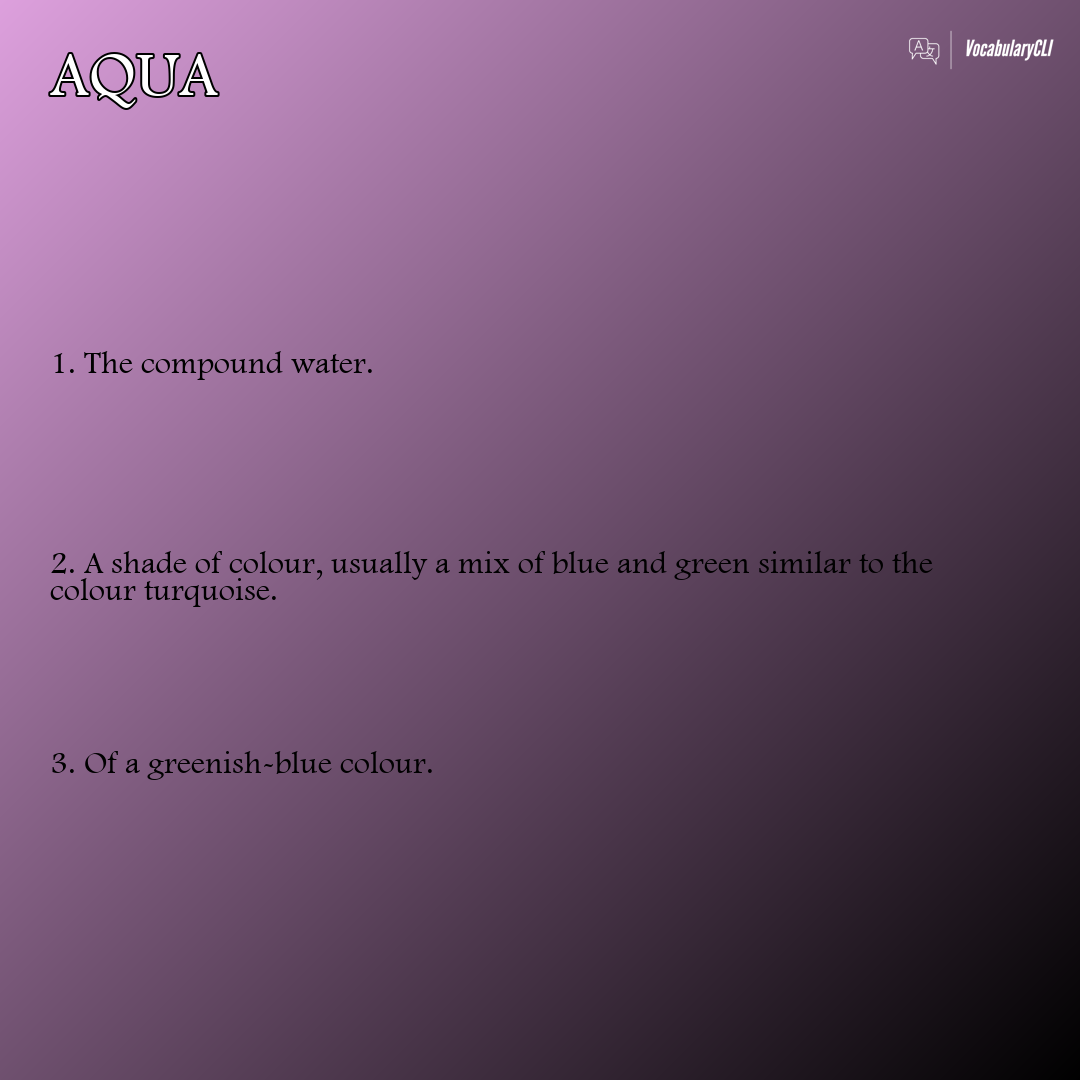 AQUA
VocabularyCLI
1. The compound water.
2. A shade of colour, usually a mix of blue and green similar to the
colour turquoise.
3. Of a greenish-blue colour.